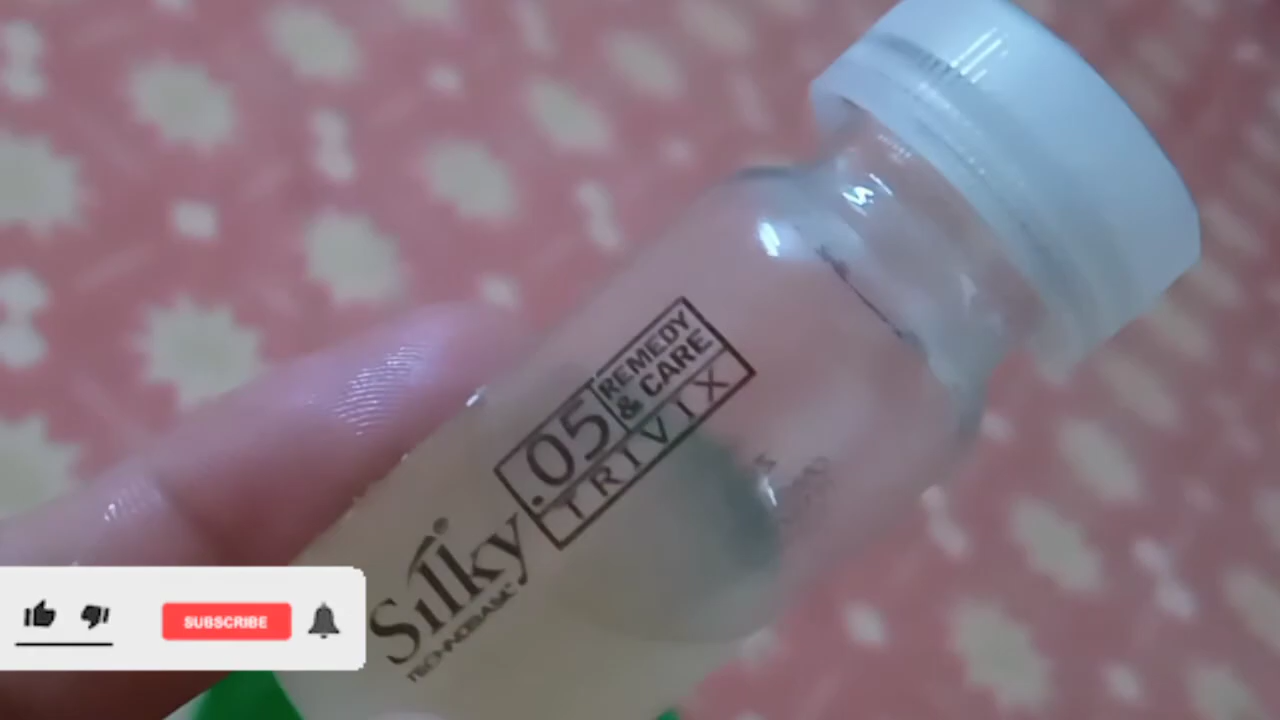 .05
REMEDY
& CARE
TRIVIX
Silky®
TECHNOBASIC
SUBSCRIBE